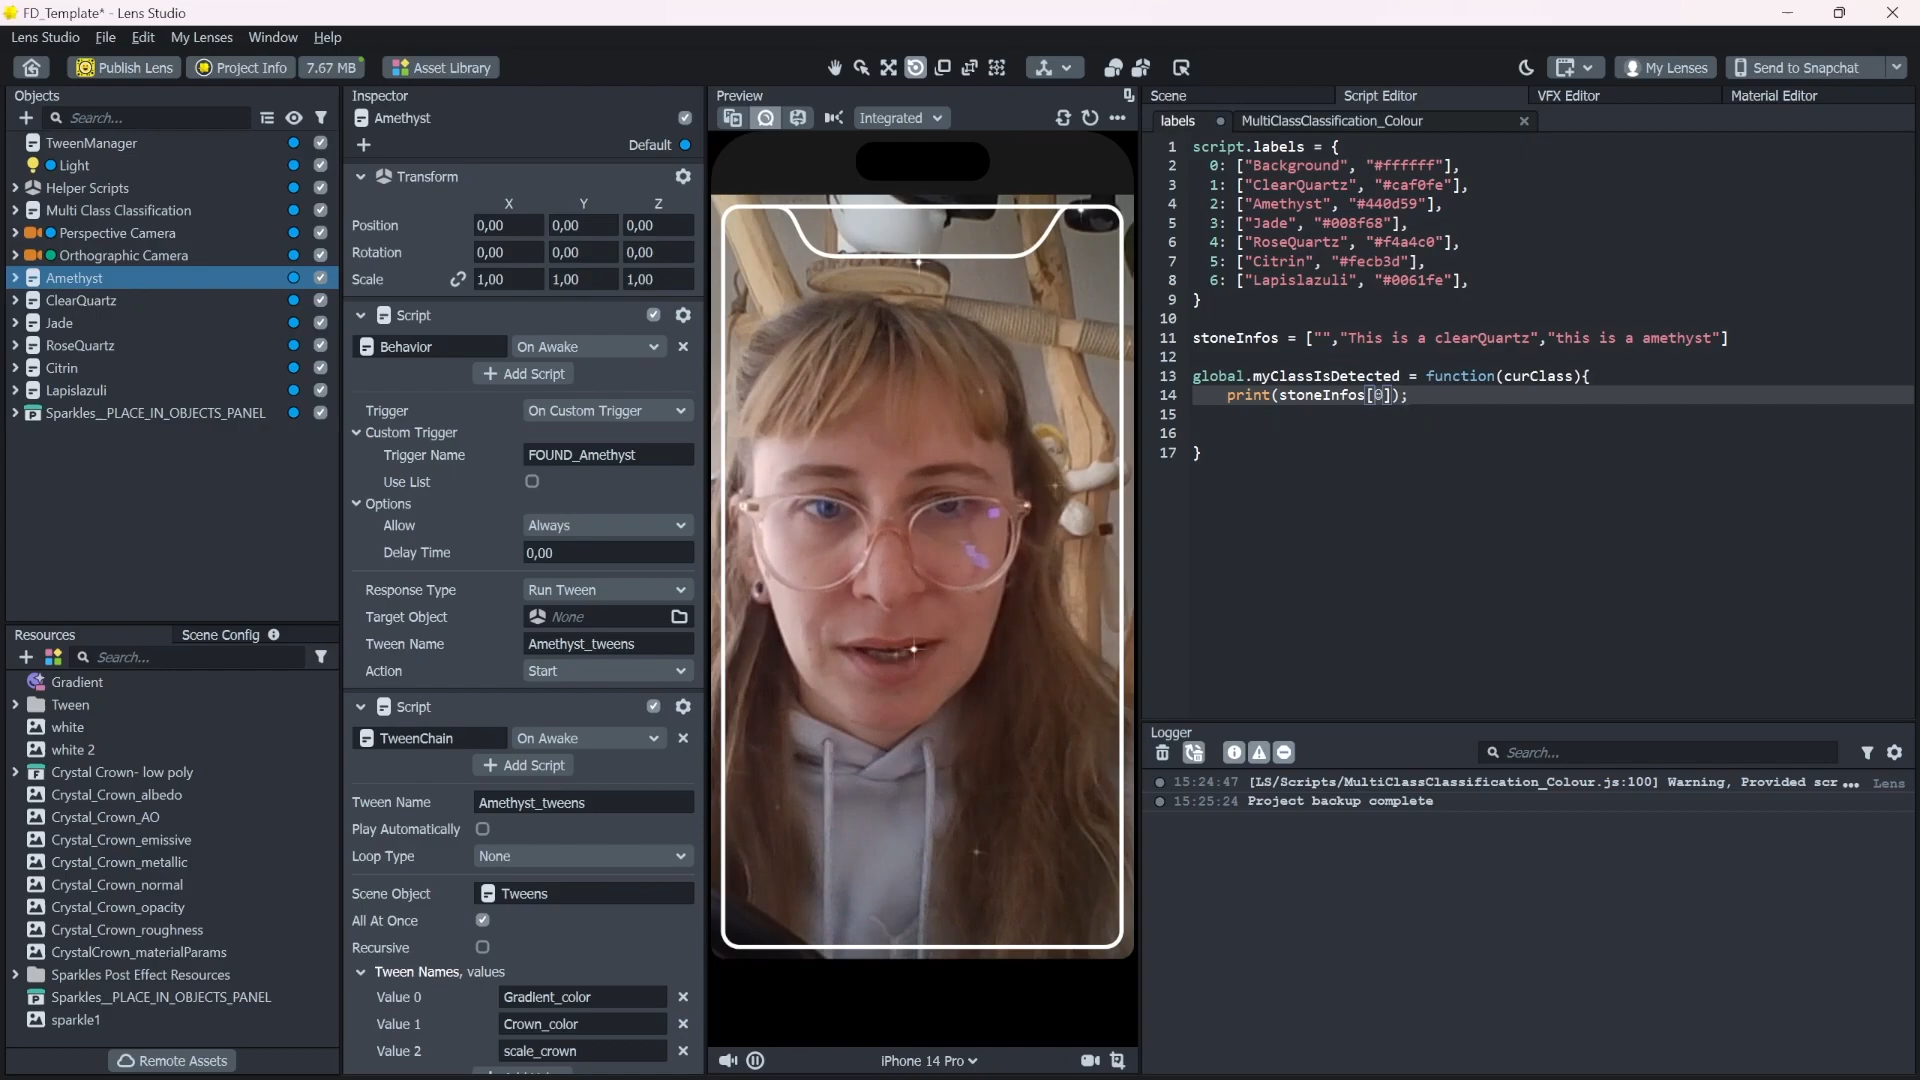 FD_Template* - Lens Studio
Lens Studio File Edit My Lenses Window Help
Publish Lens Project Info 7.67 MB Asset Library My Lenses Send to Snapchat
Objects
Search...
TweenManager
Light
Helper Scripts
Multi Class Classification
Perspective Camera
Orthographic Camera
Amethyst
ClearQuartz
Jade
RoseQuartz
Citrin
Lapislazuli
Sparkles__PLACE_IN_OBJECTS_PANEL
Resources Scene Config
Search...
Gradient
Tween
white
white 2
Crystal Crown- low poly
Crystal_Crown_albedo
Crystal_Crown_AO
Crystal_Crown_emissive
Crystal_Crown_metallic
Crystal_Crown_normal
Crystal_Crown_opacity
Crystal_Crown_roughness
CrystalCrown_materialParams
Sparkles Post Effect Resources
Sparkles__PLACE_IN_OBJECTS_PANEL
sparkle1
Remote Assets
Inspector
Amethyst
Default
Transform
X Y Z
Position 0,00 0,00 0,00
Rotation 0,00 0,00 0,00
Scale 1,00 1,00 1,00
Script
Behavior On Awake
Add Script
Trigger On Custom Trigger
Custom Trigger
Trigger Name FOUND_Amethyst
Use List
Options
Allow Always
Delay Time 0,00
Response Type Run Tween
Target Object None
Tween Name Amethyst_tweens
Action Start
Script
TweenChain On Awake
Add Script
Tween Name Amethyst_tweens
Play Automatically
Loop Type None
Scene Object Tweens
All At Once
Recursive
Tween Names, values
Value 0 Gradient_color
Value 1 Crown_color
Value 2 scale_crown
Preview
Integrated
iPhone 14 Pro
Scene Script Editor VFX Editor Material Editor
labels MultiClassClassification_Colour
1 script.labels = {
2 0: ["Background", "#ffffff"],
3 1: ["ClearQuartz", "#caf0fe"],
4 2: ["Amethyst", "#440d59"],
5 3: ["Jade", "#008f68"],
6 4: ["RoseQuartz", "#f4a4c0"],
7 5: ["Citrin", "#fecb3d"],
8 6: ["Lapislazuli", "#0061fe"],
9 }
10
11 stoneInfos = ["","This is a clearQuartz","this is a amethyst"]
12
13 global.myClassIsDetected = function(curClass){
14 print(stoneInfos[0]);
15
16
17 }
Logger
Search...
15:24:47 [LS/Scripts/MultiClassClassification_Colour.js:100] Warning, Provided scr ... Lens
15:25:24 Project backup complete